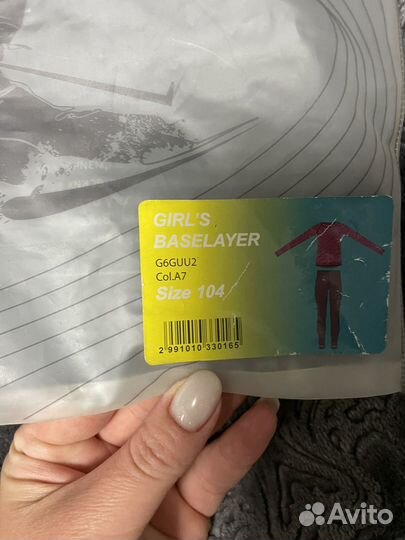 GIRL'S
BASELAYER
G6GUU2
Col.A7
Size 104
2 991010 330165
Avito